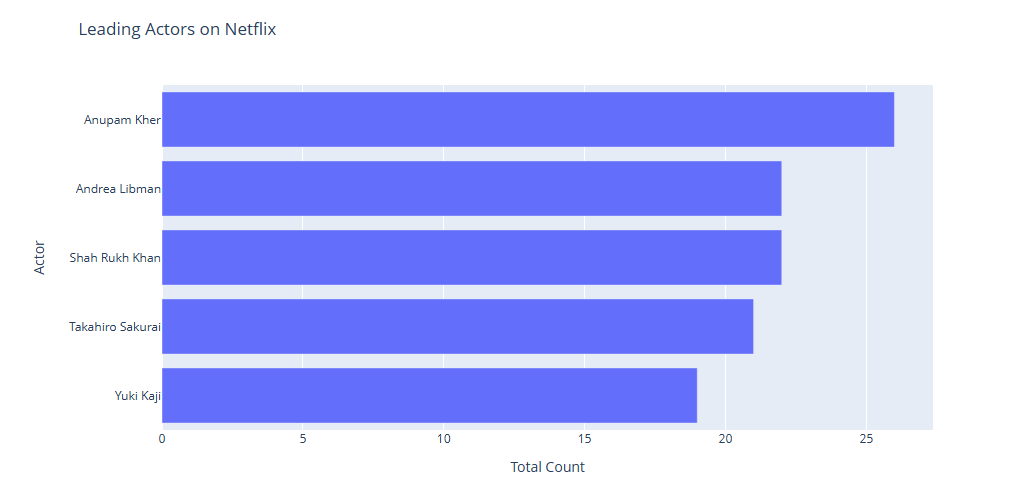 Leading Actors on Netflix
Actor
Anupam Kher
Andrea Libman
Shah Rukh Khan
Takahiro Sakurai
Yuki Kaji
0 5 10 15 20 25
Total Count